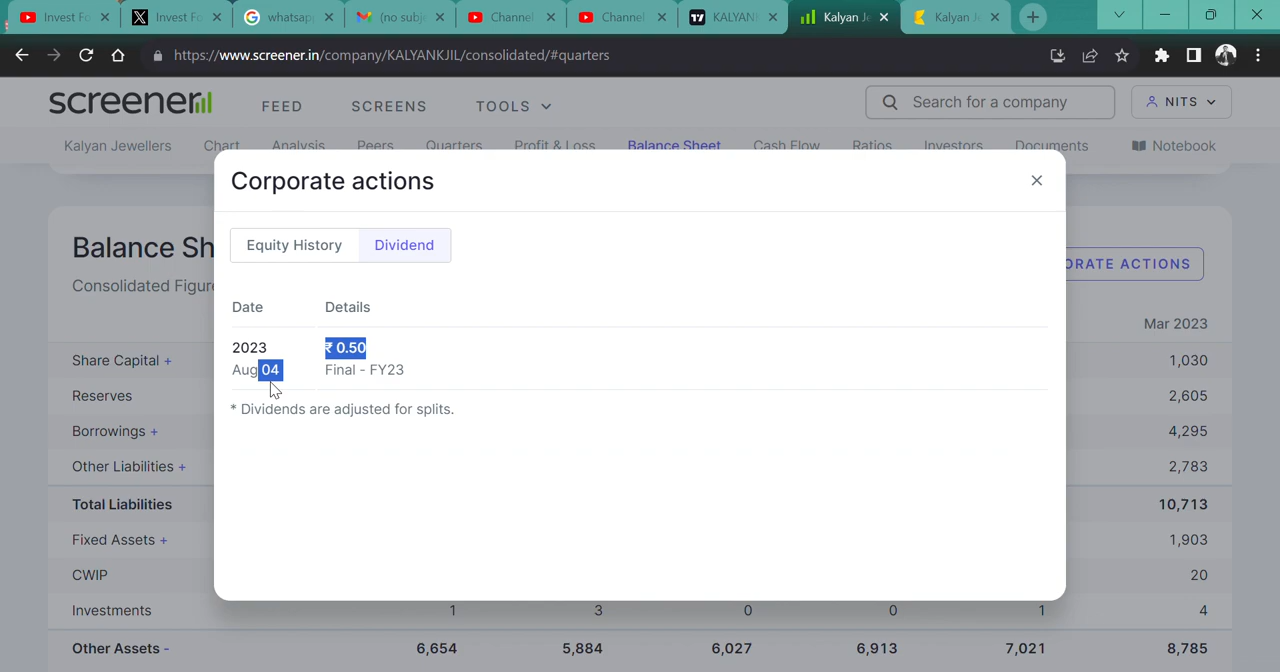 Invest Fo
Invest Fo
whatsap
(no subj
Channel
Channel
KALYAN
Kalyan Je
Kalyan J
https://www.screener.in/company/KALYANKJIL/consolidated/#quarters
screener
FEED
SCREENS
TOOLS
Search for a company
NITS
Kalyan Jewellers
Chart
Analysis
Peers
Quarters
Profit & Loss
Balance Sheet
Cash Flow
Ratios
Investors
Documents
Notebook
Corporate actions
Equity History
Dividend
Balance Sh
Consolidated Figure
ORATE ACTIONS
Date
Details
Mar 2023
2023
₹ 0.50
Aug 04
Final - FY23
* Dividends are adjusted for splits.
Share Capital +
1,030
Reserves
2,605
Borrowings +
4,295
Other Liabilities +
2,783
Total Liabilities
10,713
Fixed Assets +
1,903
CWIP
20
Investments
1
3
0
0
1
4
Other Assets -
6,654
5,884
6,027
6,913
7,021
8,785